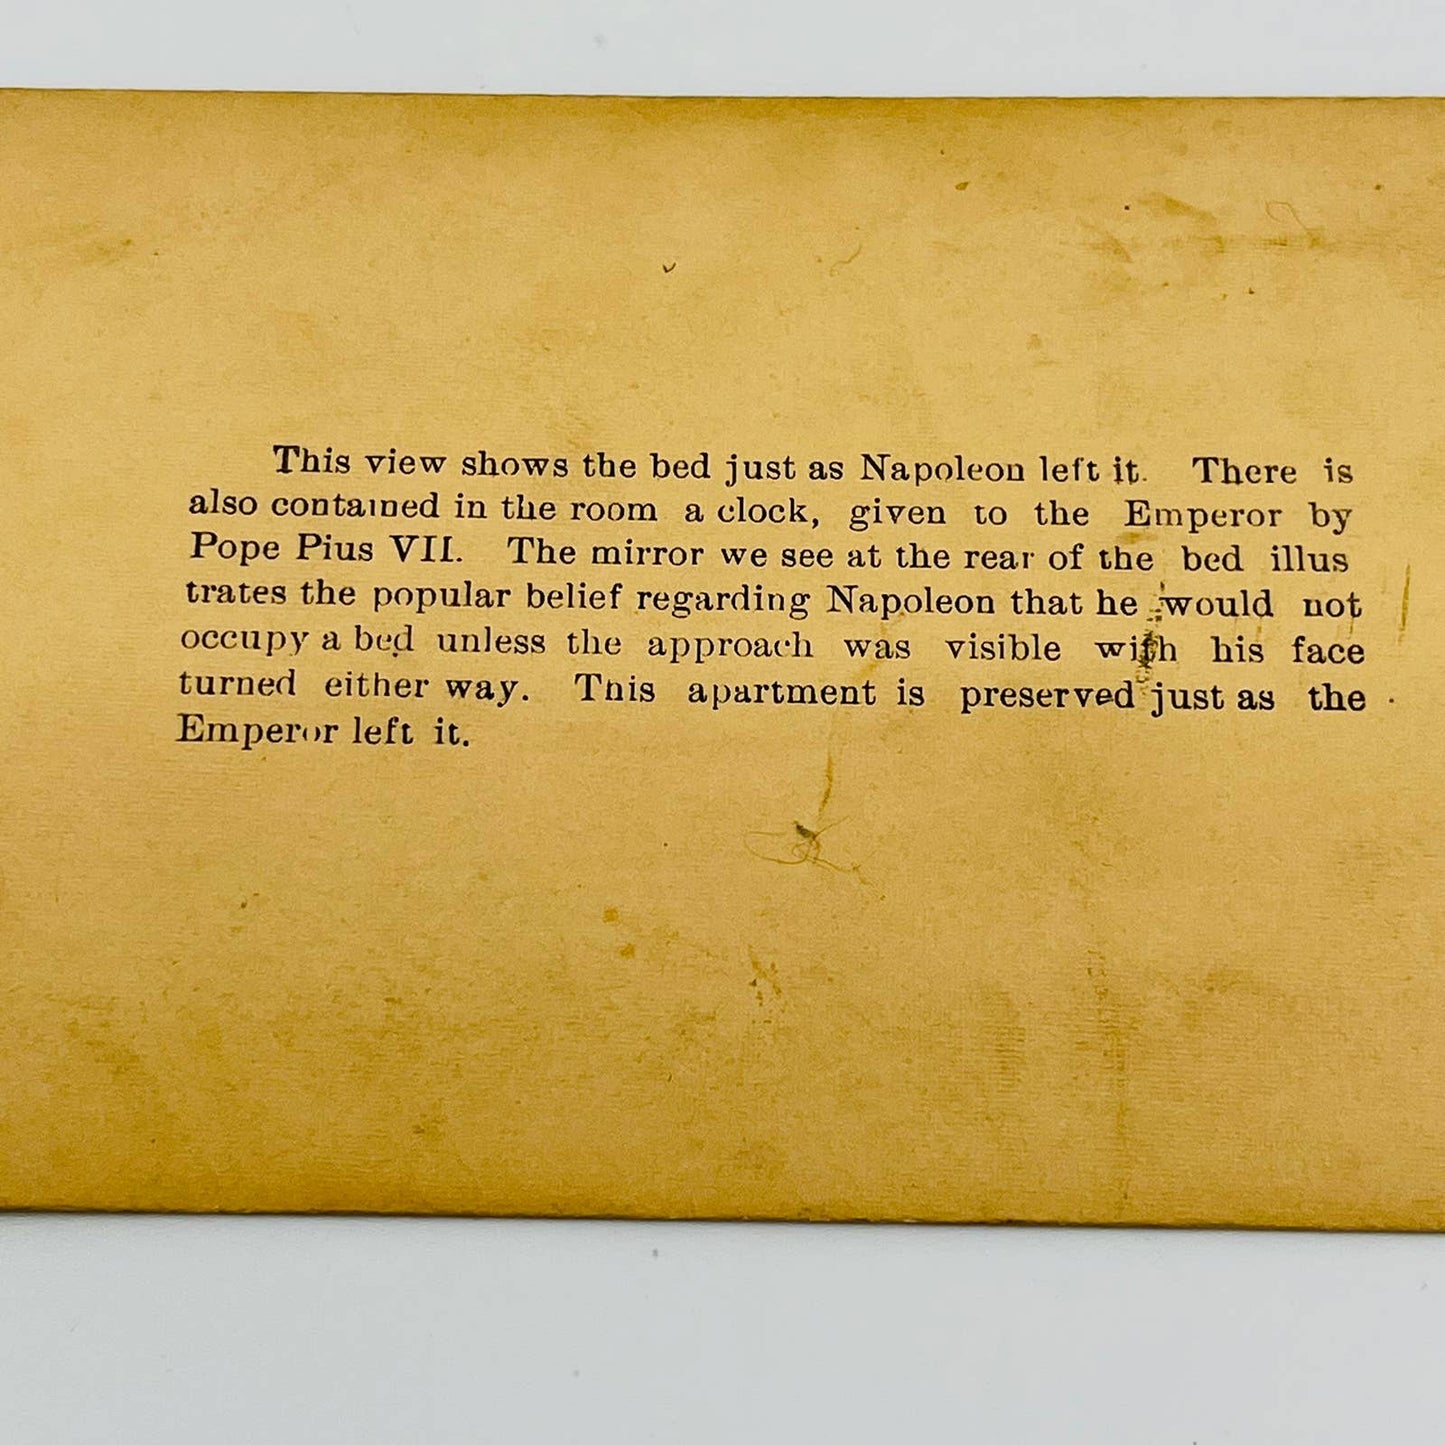 This view shows the bed just as Napoleon left it. There is
also contained in the room a clock, given to the Emperor by
Pope Pius VII. The mirror we see at the rear of the bed illus
trates the popular belief regarding Napoleon that he would not
occupy a bed unless the approach was visible with his face
turned either way. This apartment is preserved just as the
Emperor left it.